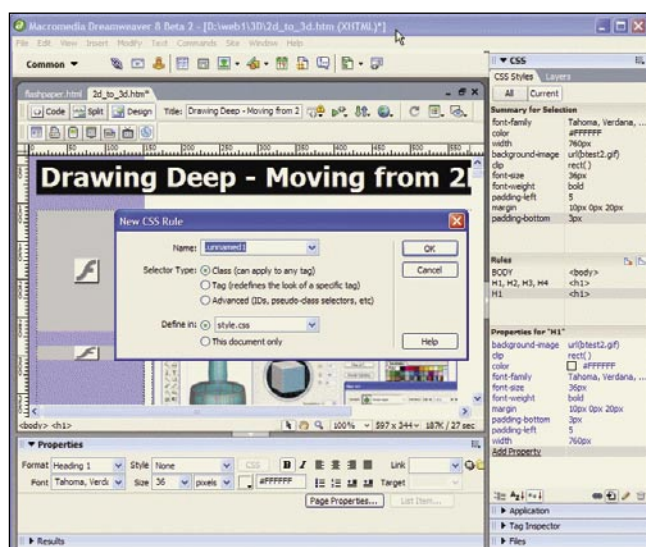 Macromedia Dreamweaver 8 Beta 2 - [D:\web1\3D\2d_to_3d.htm (XHTML)*]
File Edit View Insert Modify Text Commands Site Window Help
Common
flashpaper.html 2d_to_3d.htm*
Code Split Design Title: Drawing Deep - Moving from 2
Drawing Deep - Moving from 2
New CSS Rule
Name: .unnamed1
OK
Selector Type: Class (can apply to any tag)
Cancel
Tag (redefines the look of a specific tag)
Advanced (IDs, pseudo-class selectors, etc)
Define in: style.css
This document only
Help
<body> <h1>
100% 597 x 244 187K / 27 sec
Properties
Format Heading 1 Style None CSS B I Link
Font Tahoma, Verda Size 36 pixels #FFFFFF Target
Page Properties... List Item...
Results
CSS
CSS Styles Layers
All Current
Summary for Selection
font-family Tahoma, Verdana, ...
color #FFFFFF
width 760px
background-image url(btest2.gif)
clip rect( )
font-size 36px
font-weight bold
padding-left 5
margin 10px 0px 20px
padding-bottom 3px
Rules
BODY <body>
H1, H2, H3, H4 <h1>
H1 <h1>
Properties for "H1"
background-image url(btest2.gif)
clip rect( )
color #FFFFFF
font-family Tahoma, Verdana, ...
font-size 36px
font-weight bold
margin 10px 0px 20px
padding-bottom 3px
padding-left 5
width 760px
Add Property
Application
Tag Inspector
Files